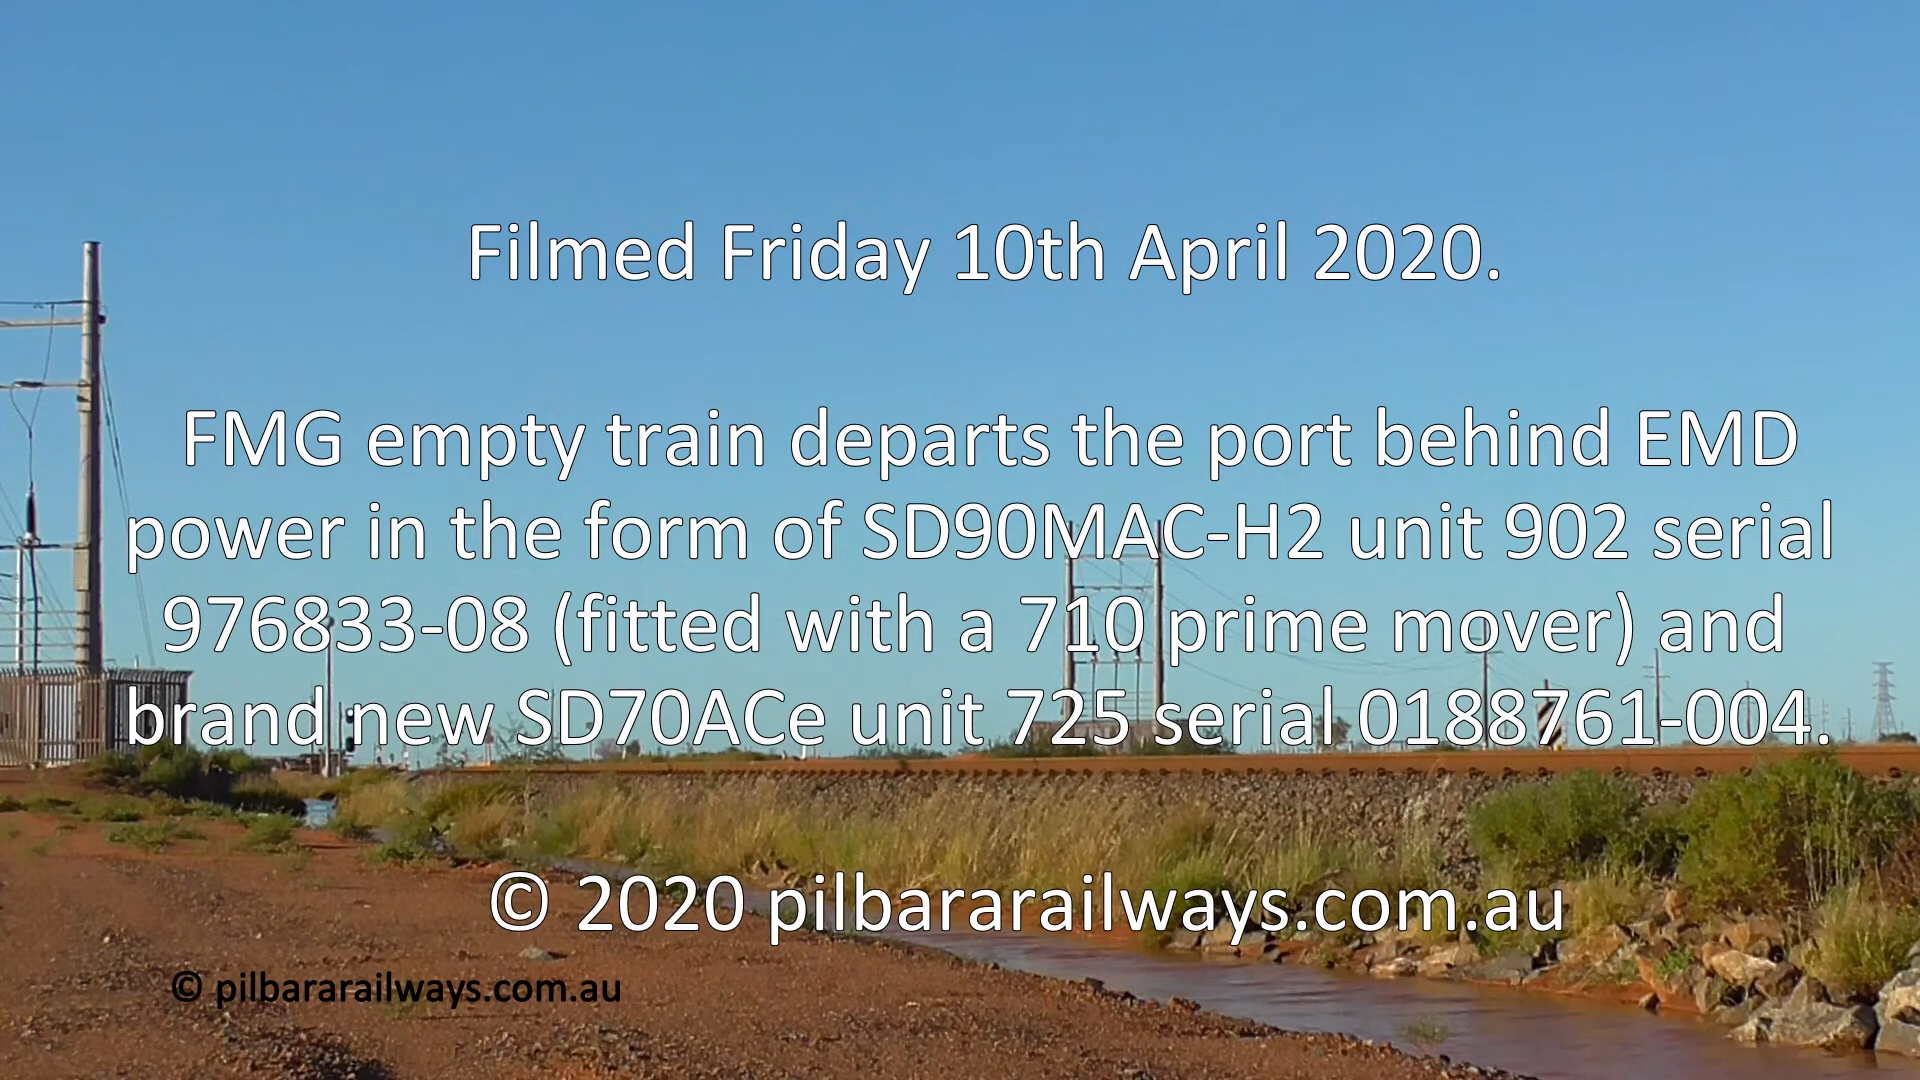 Filmed Friday 10th April 2020.
FMG empty train departs the port behind EMD
power in the form of SD90MAC-H2 unit 902 serial
976833-08 (fitted with a 710 prime mover) and
brand new SD70ACe unit 725 serial 0188761-004.
© 2020 pilbararailways.com.au
© pilbararailways.com.au